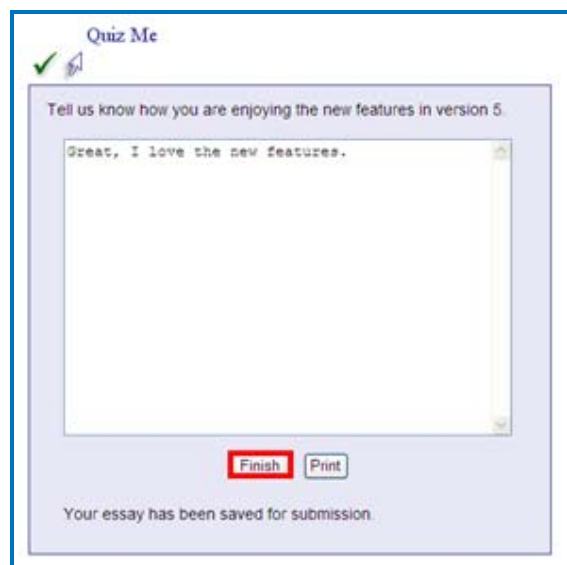 Quiz Me
Tell us know how you are enjoying the new features in version 5.
Great, I love the new features.
Finish Print
Your essay has been saved for submission.